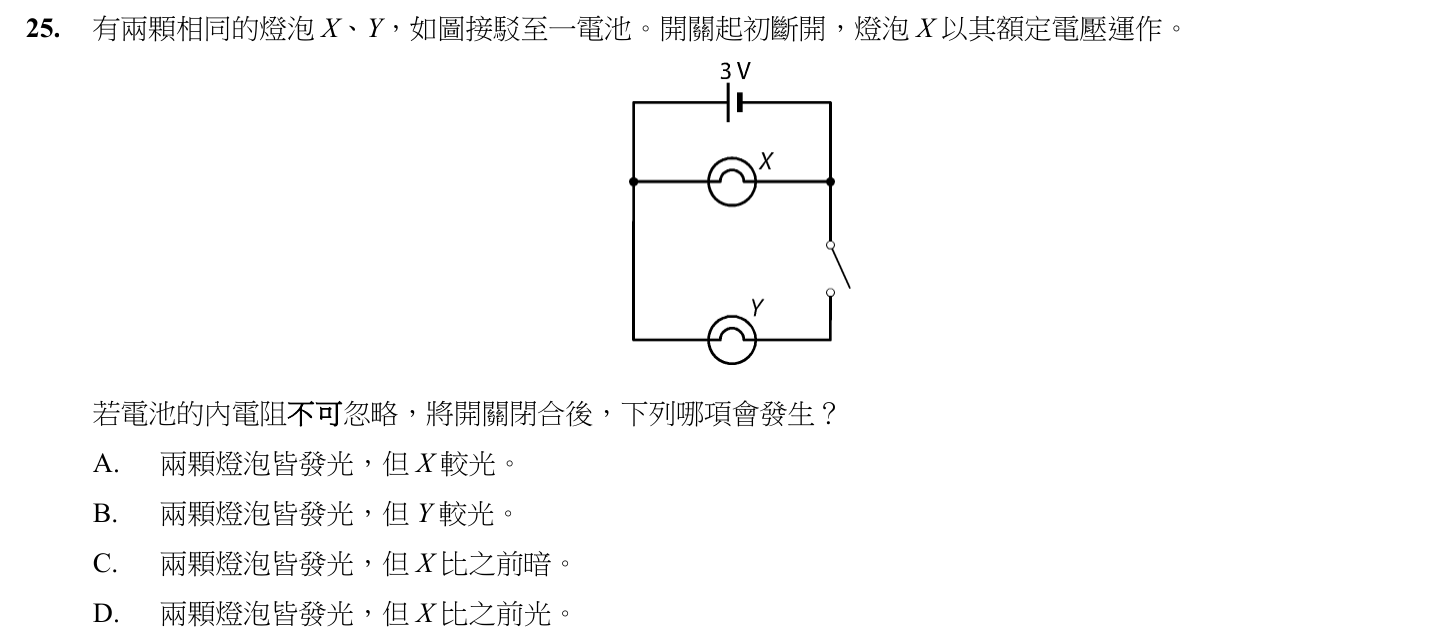 25. 有兩顆相同的燈泡 X、Y，如圖接駁至一電池。開關起初斷開，燈泡 X 以其額定電壓運作。
3 V
X
Y
若電池的內電阻不可忽略，將開關閉合後，下列哪項會發生？
A. 兩顆燈泡皆發光，但 X 較光。
B. 兩顆燈泡皆發光，但 Y 較光。
C. 兩顆燈泡皆發光，但 X 比之前暗。
D. 兩顆燈泡皆發光，但 X 比之前光。